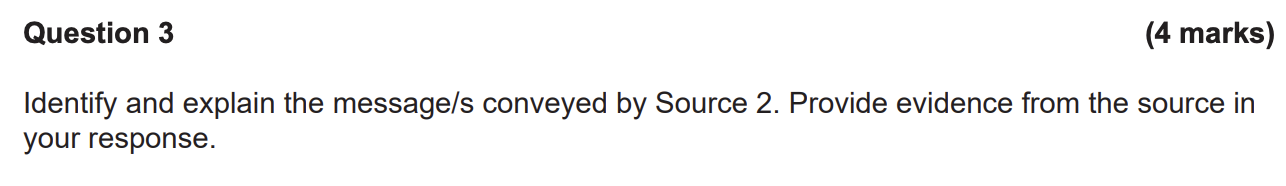 Question 3 (4 marks)
Identify and explain the message/s conveyed by Source 2. Provide evidence from the source in
your response.